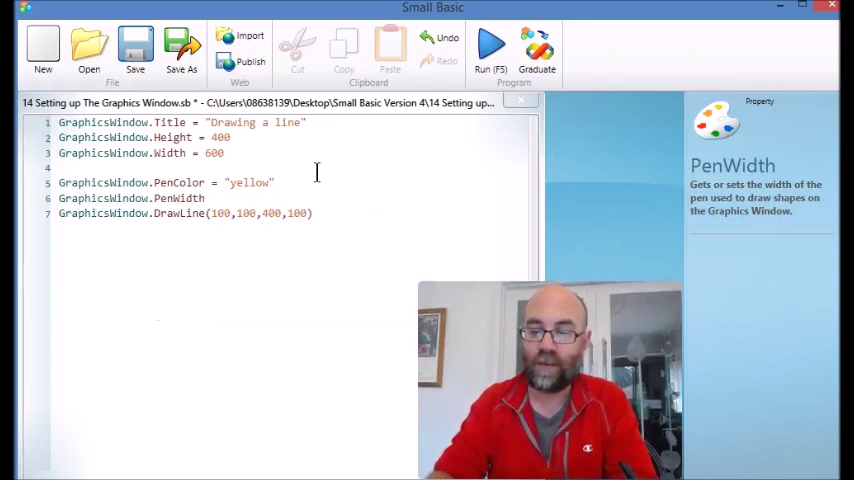 Small Basic
New
Open
Save
Save As
Import
Publish
Cut
Copy
Paste
Undo
Redo
Run (F5)
Graduate
File
Web
Clipboard
Program
14 Setting up The Graphics Window.sb * - C:\Users\08638139\Desktop\Small Basic Version 4\14 Setting up...
1 GraphicsWindow.Title = "Drawing a line"
2 GraphicsWindow.Height = 400
3 GraphicsWindow.Width = 600
4
5 GraphicsWindow.PenColor = "yellow"
6 GraphicsWindow.PenWidth
7 GraphicsWindow.DrawLine(100,100,400,100)
Property
PenWidth
Gets or sets the width of the
pen used to draw shapes on
the Graphics Window.